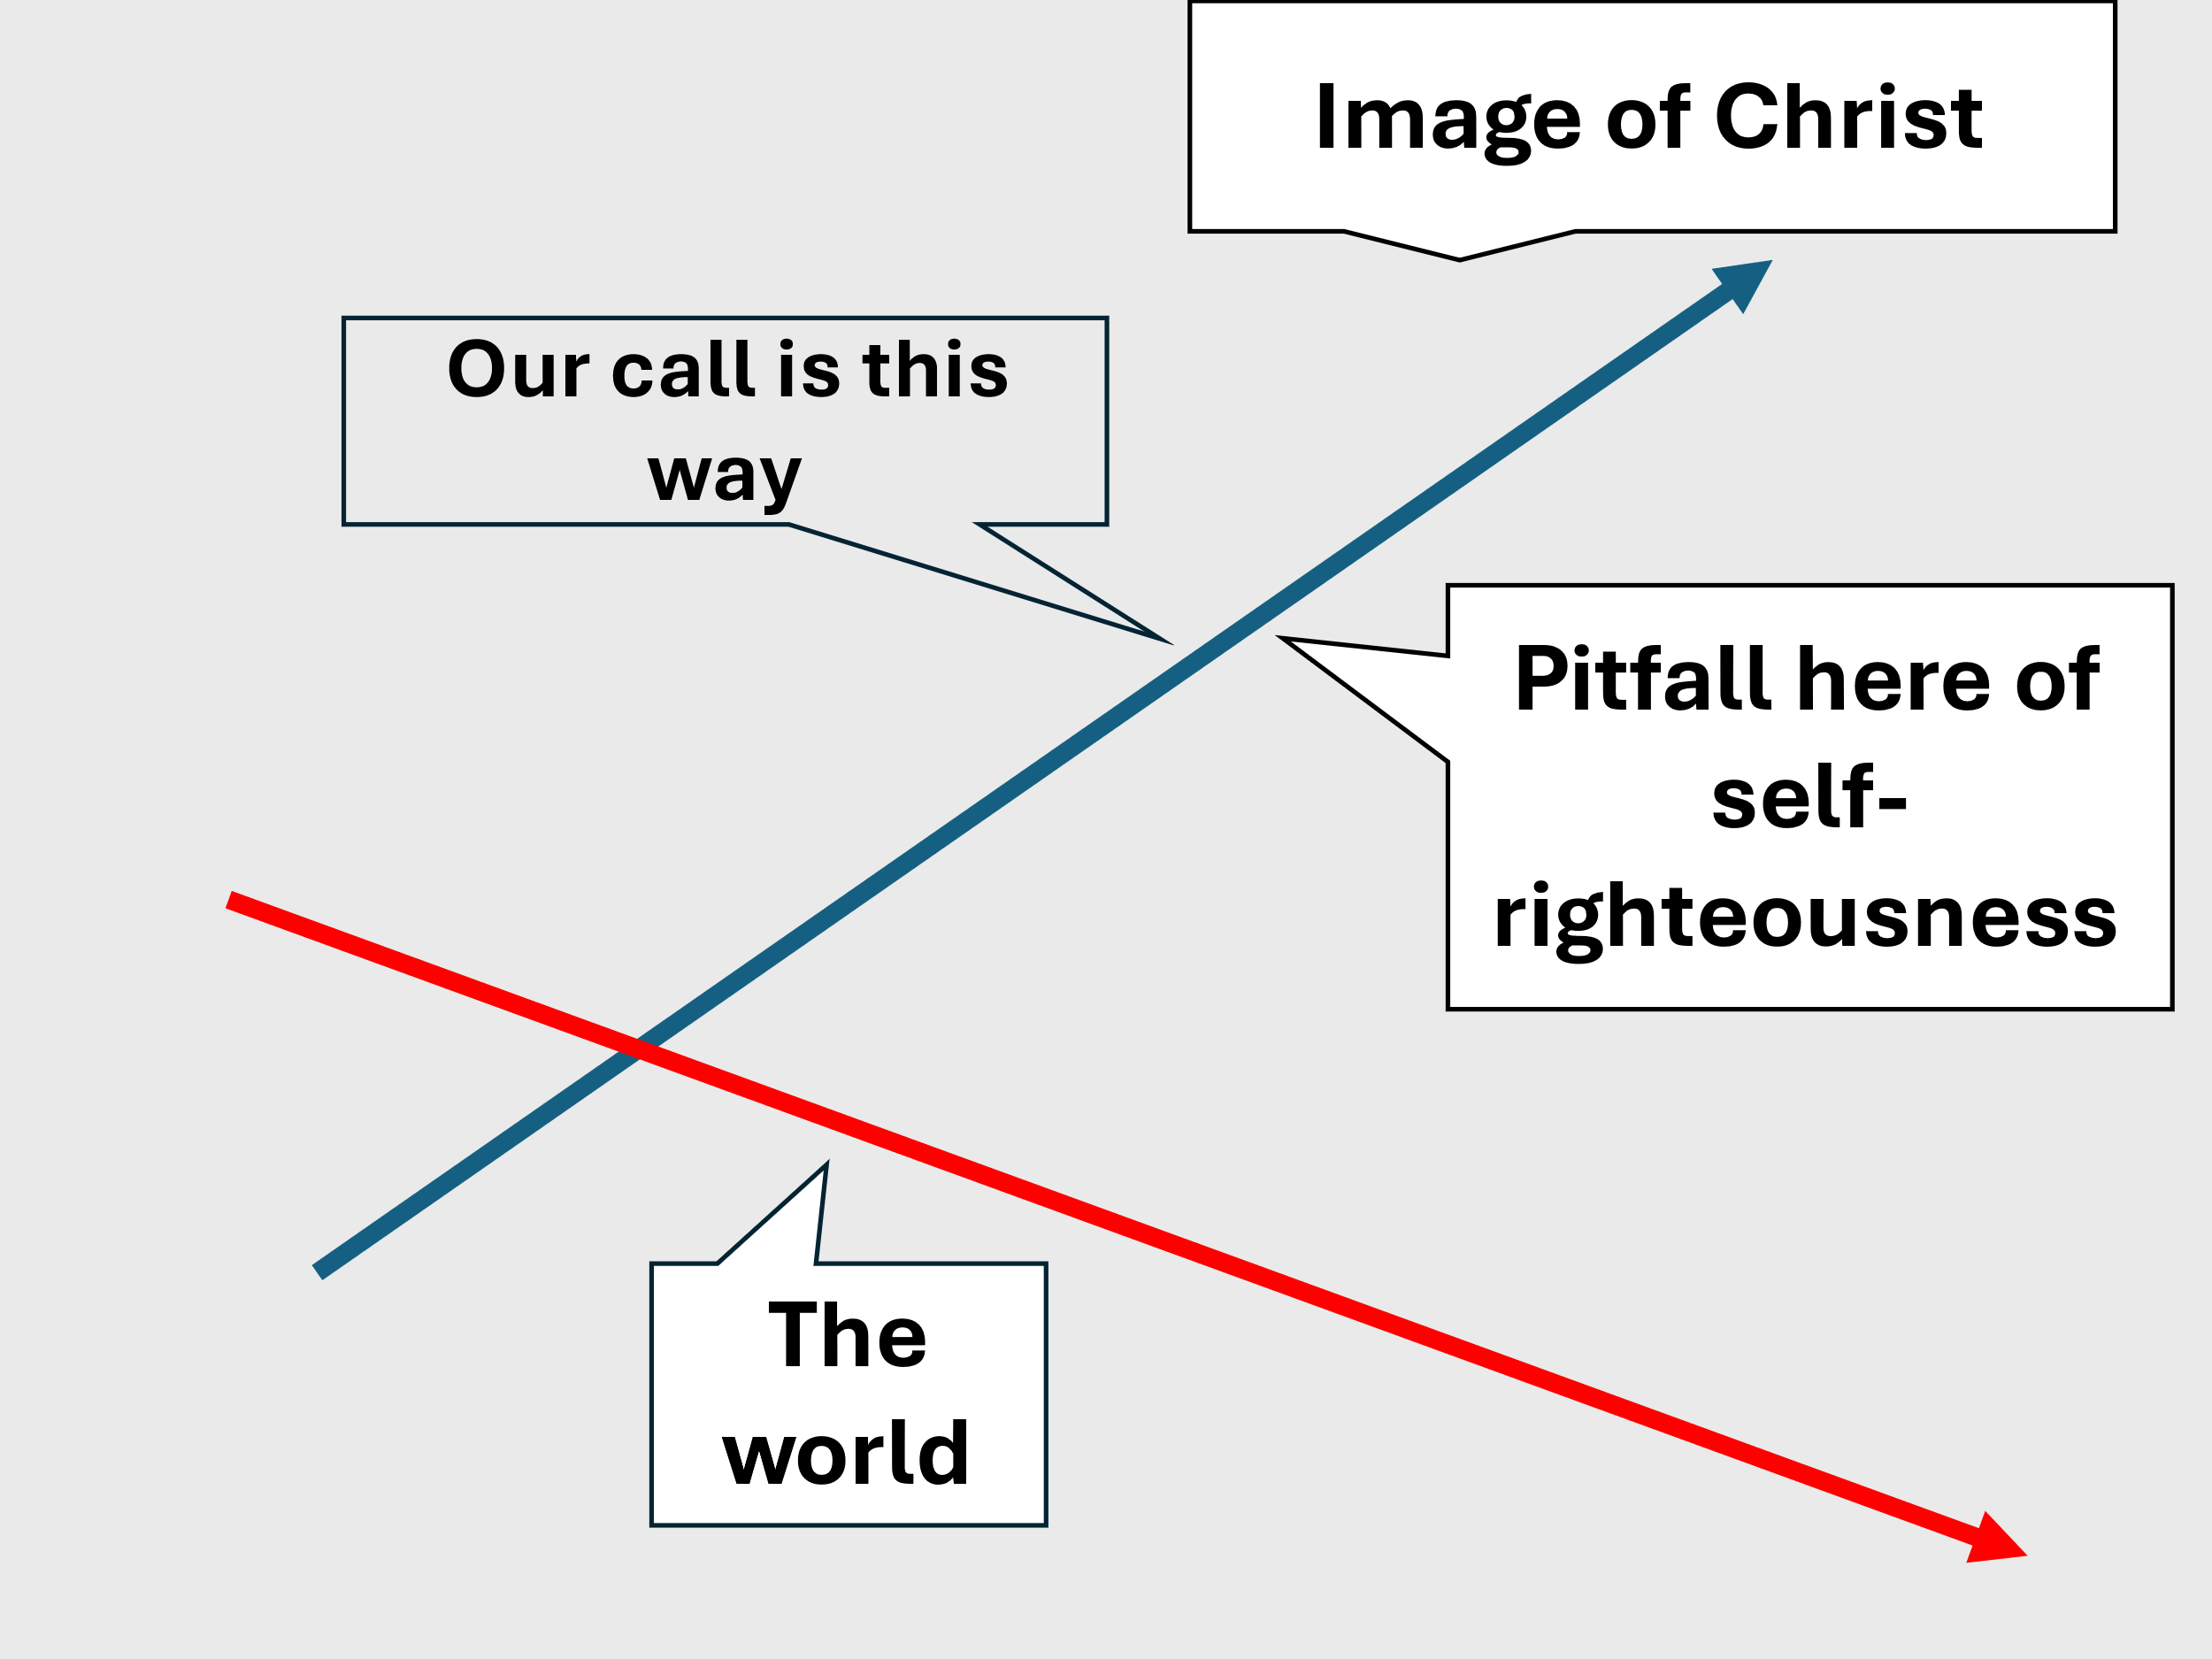 Image of Christ
Our call is this
way
Pitfall here of
self-
righteousness
The
world